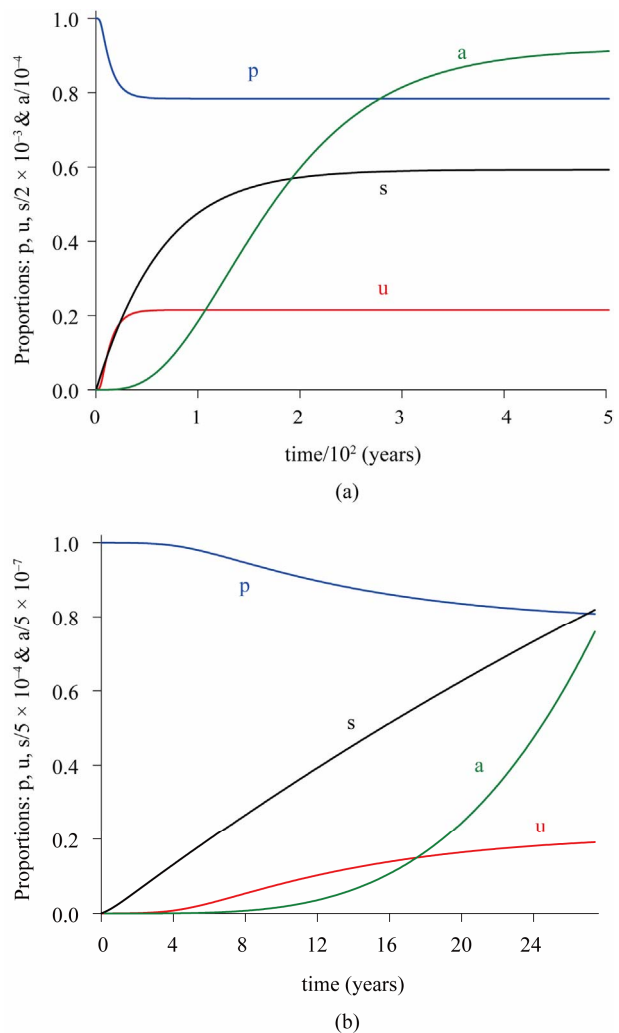 Proportions: p, u, s/2 × 10⁻³ & a/10⁻⁴
1.0
0.8
0.6
0.4
0.2
0.0
p
a
s
u
0
1
2
3
4
5
time/10² (years)
(a)
Proportions: p, u, s/5 × 10⁻⁴ & a/5 × 10⁻⁷
1.0
0.8
0.6
0.4
0.2
0.0
p
s
a
u
0
4
8
12
16
20
24
time (years)
(b)